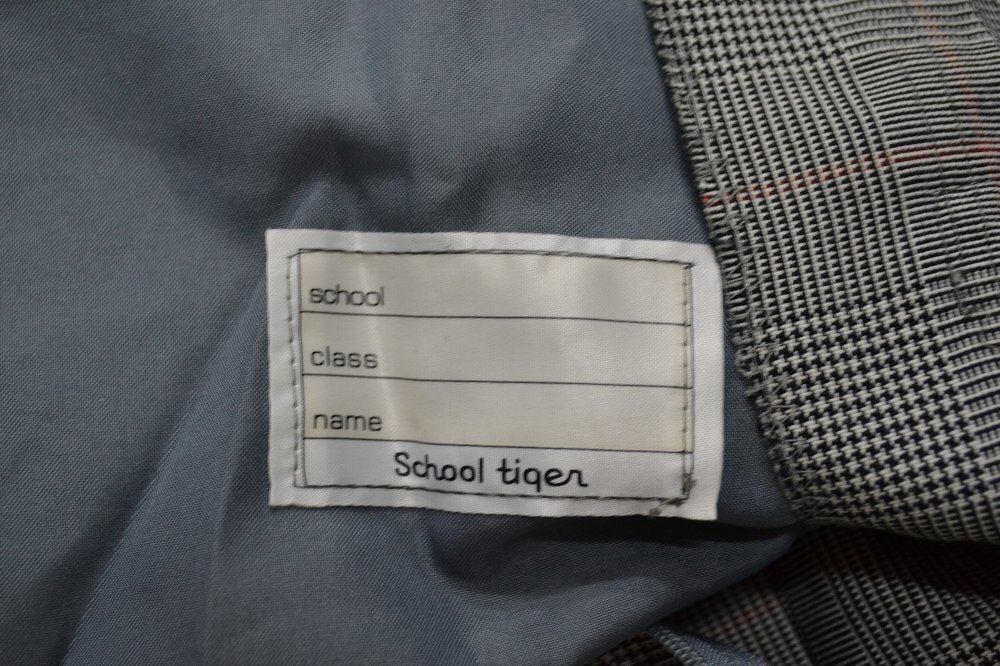 school
class
name
School tiger